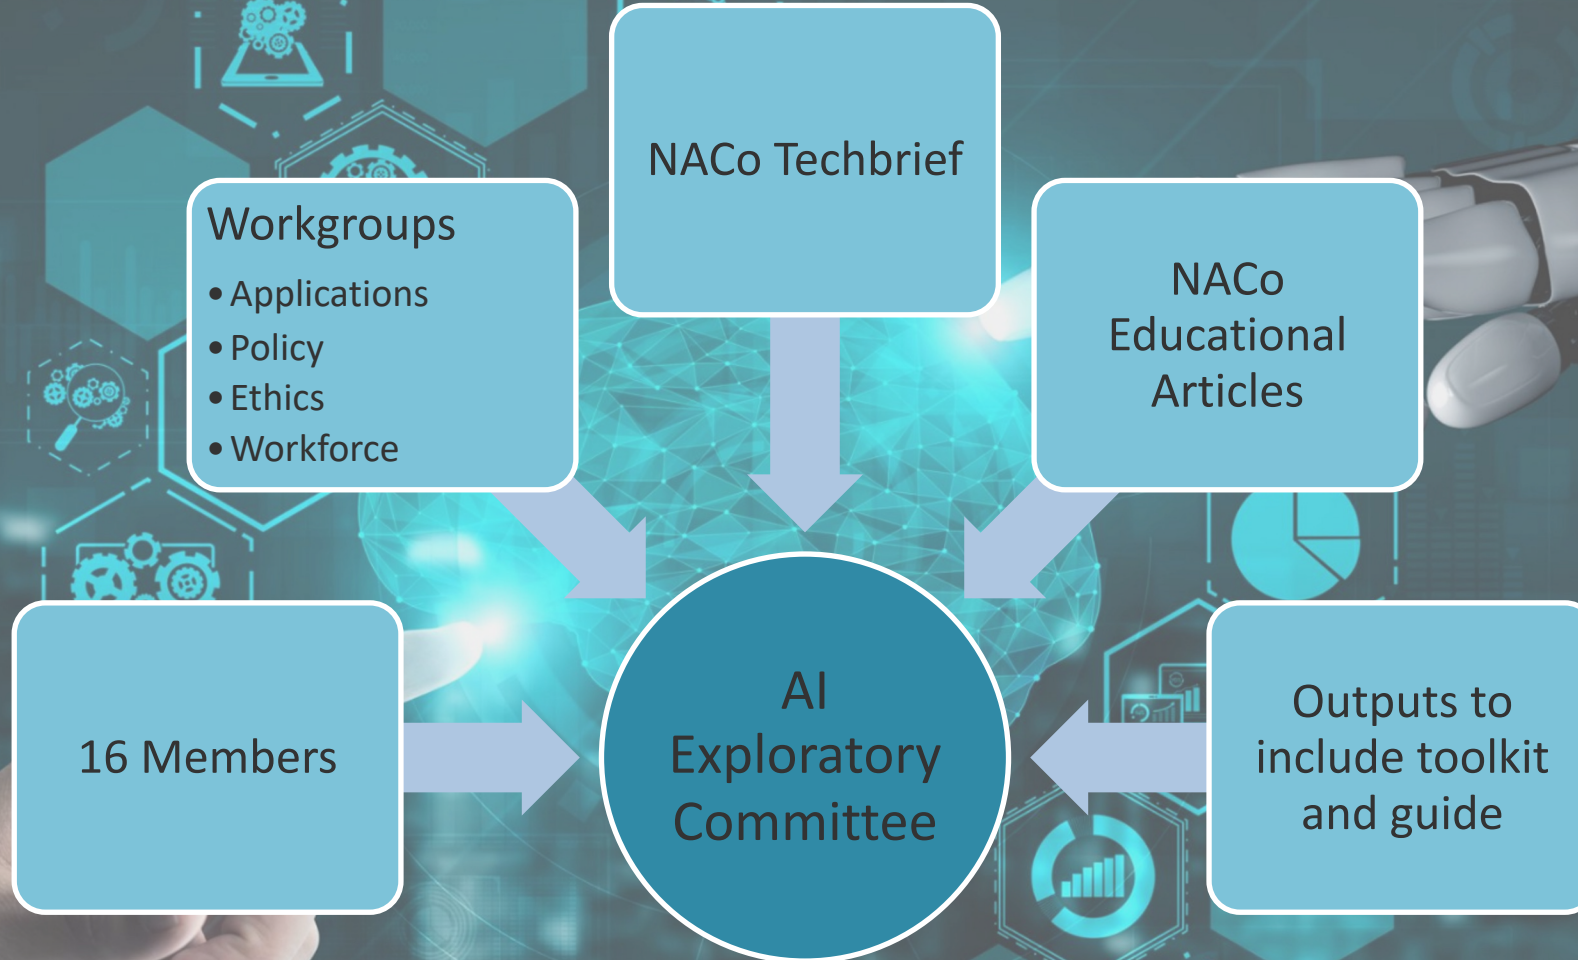 NACo Techbrief
Workgroups
• Applications
• Policy
• Ethics
• Workforce
NACo
Educational
Articles
16 Members
AI
Exploratory
Committee
Outputs to
include toolkit
and guide